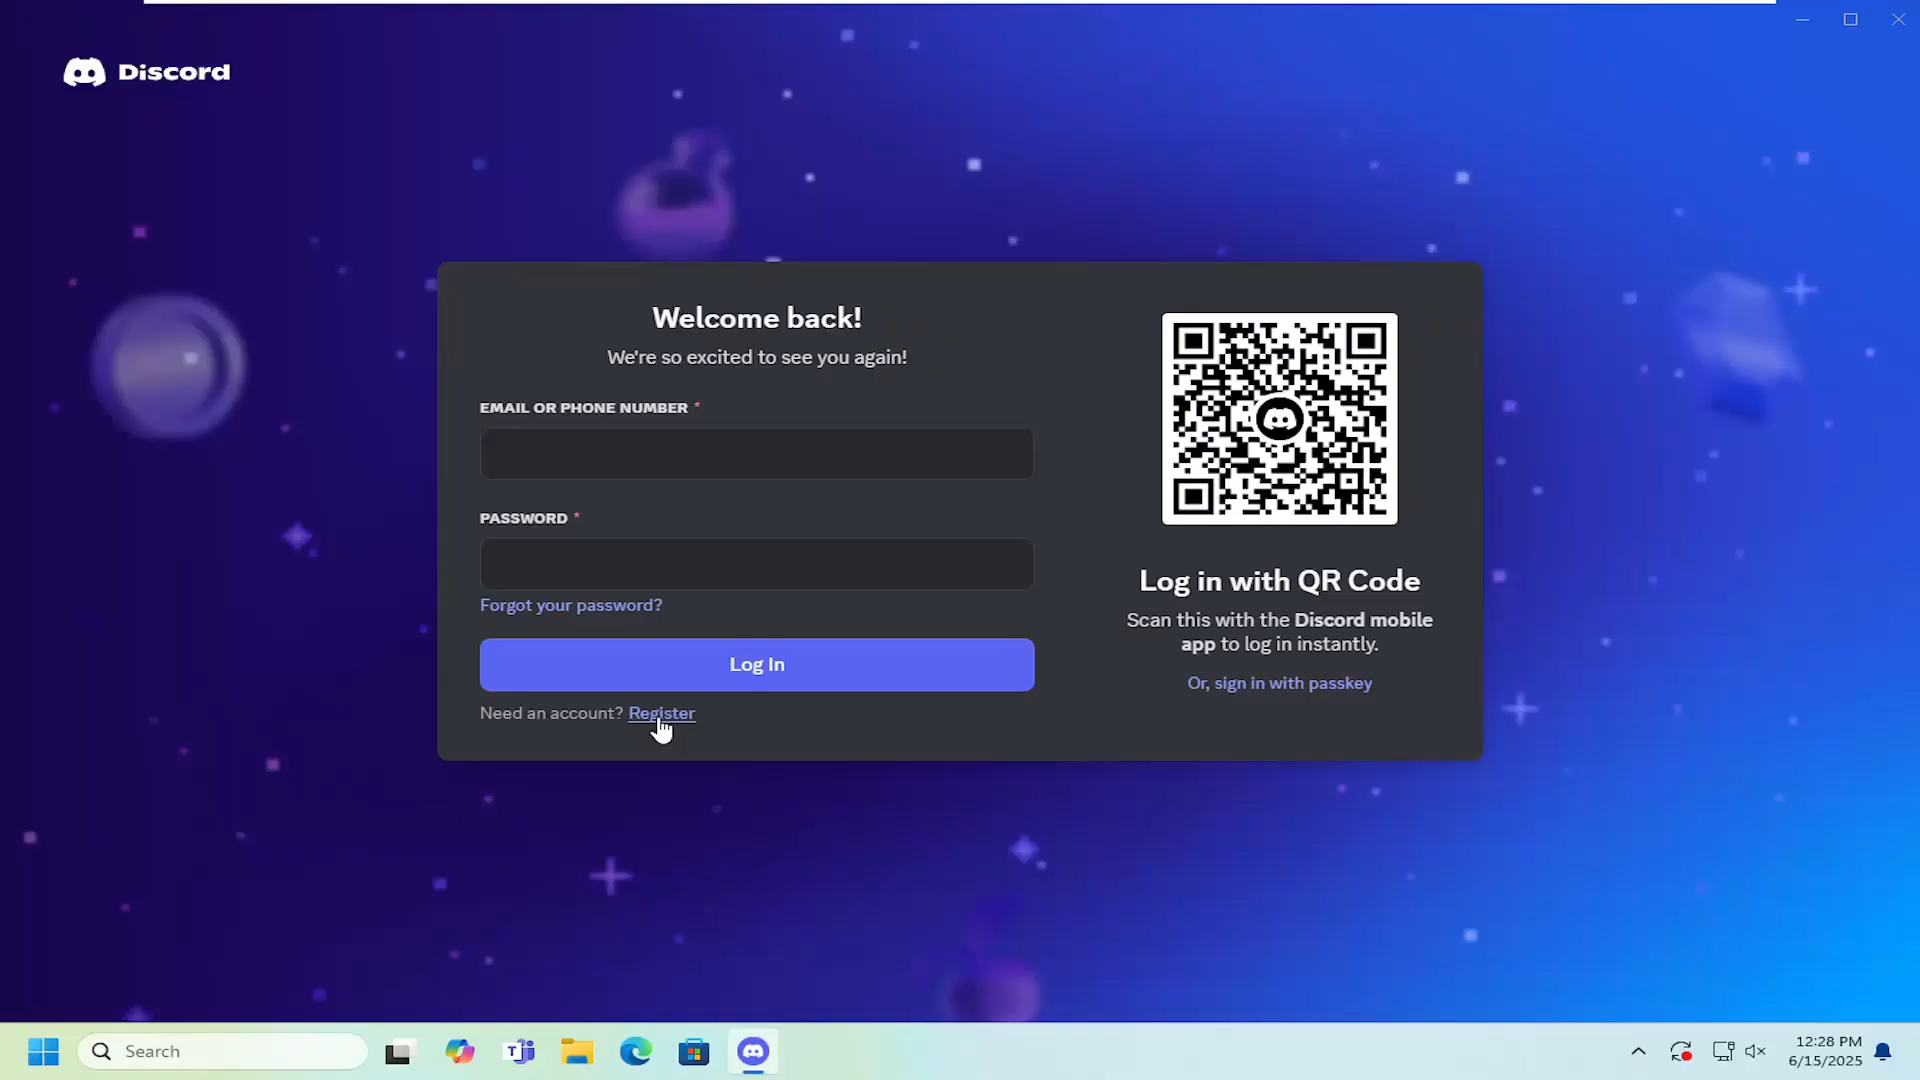 Discord
Welcome back!
We're so excited to see you again!
EMAIL OR PHONE NUMBER *
PASSWORD *
Forgot your password?
Log In
Need an account? Register
Log in with QR Code
Scan this with the Discord mobile
app to log in instantly.
Or, sign in with passkey
Search
12:28 PM
6/15/2025